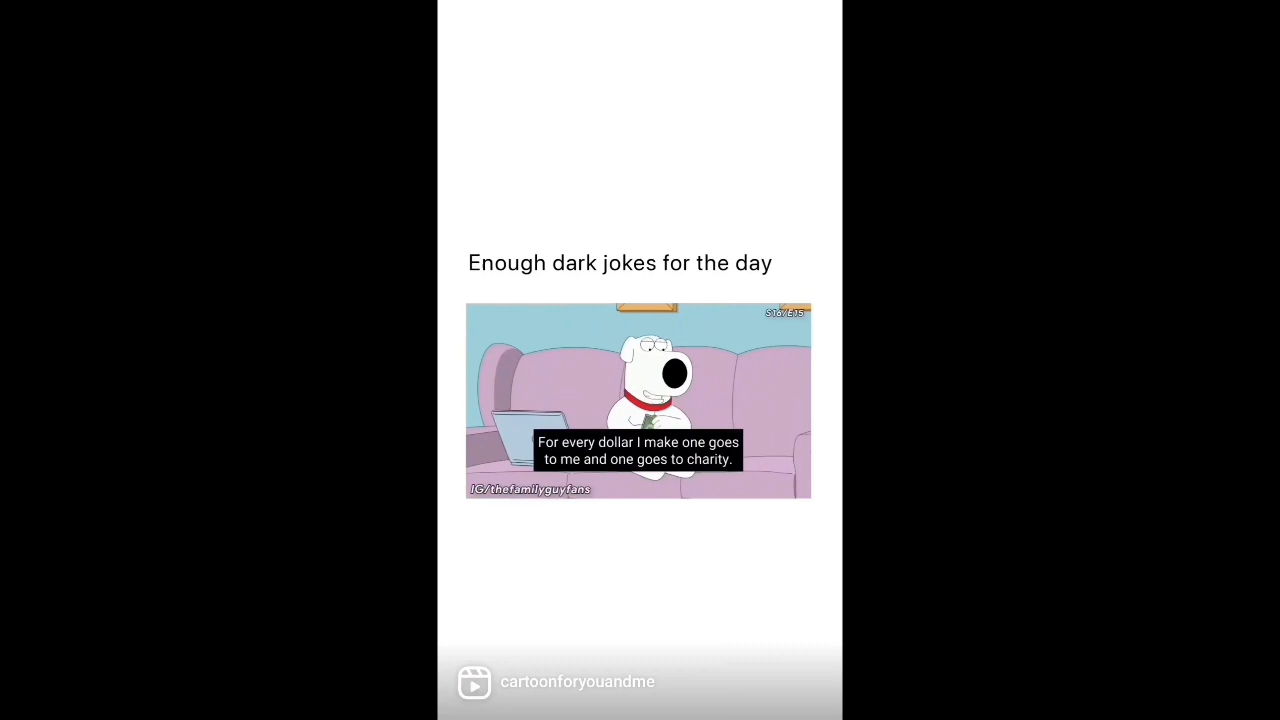 Enough dark jokes for the day
S16/E15
For every dollar I make one goes
to me and one goes to charity.
IG/thefamilyguyfans
cartoonforyouandme